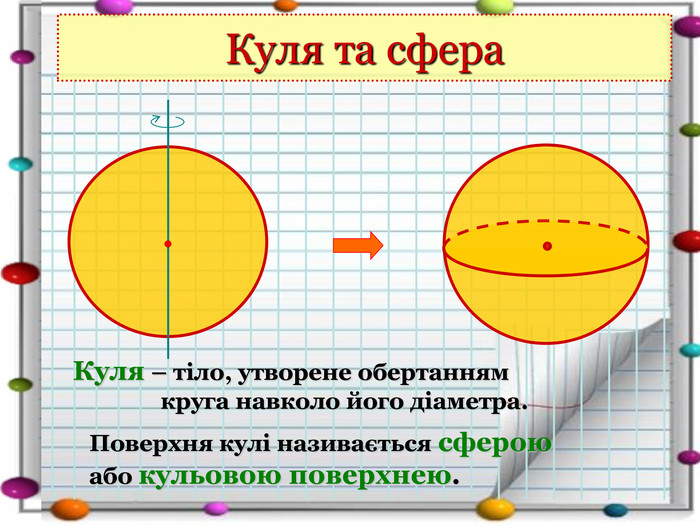 Куля та сфера
Куля – тіло, утворене обертанням
круга навколо його діаметра.
Поверхня кулі називається сферою
або кульовою поверхнею.